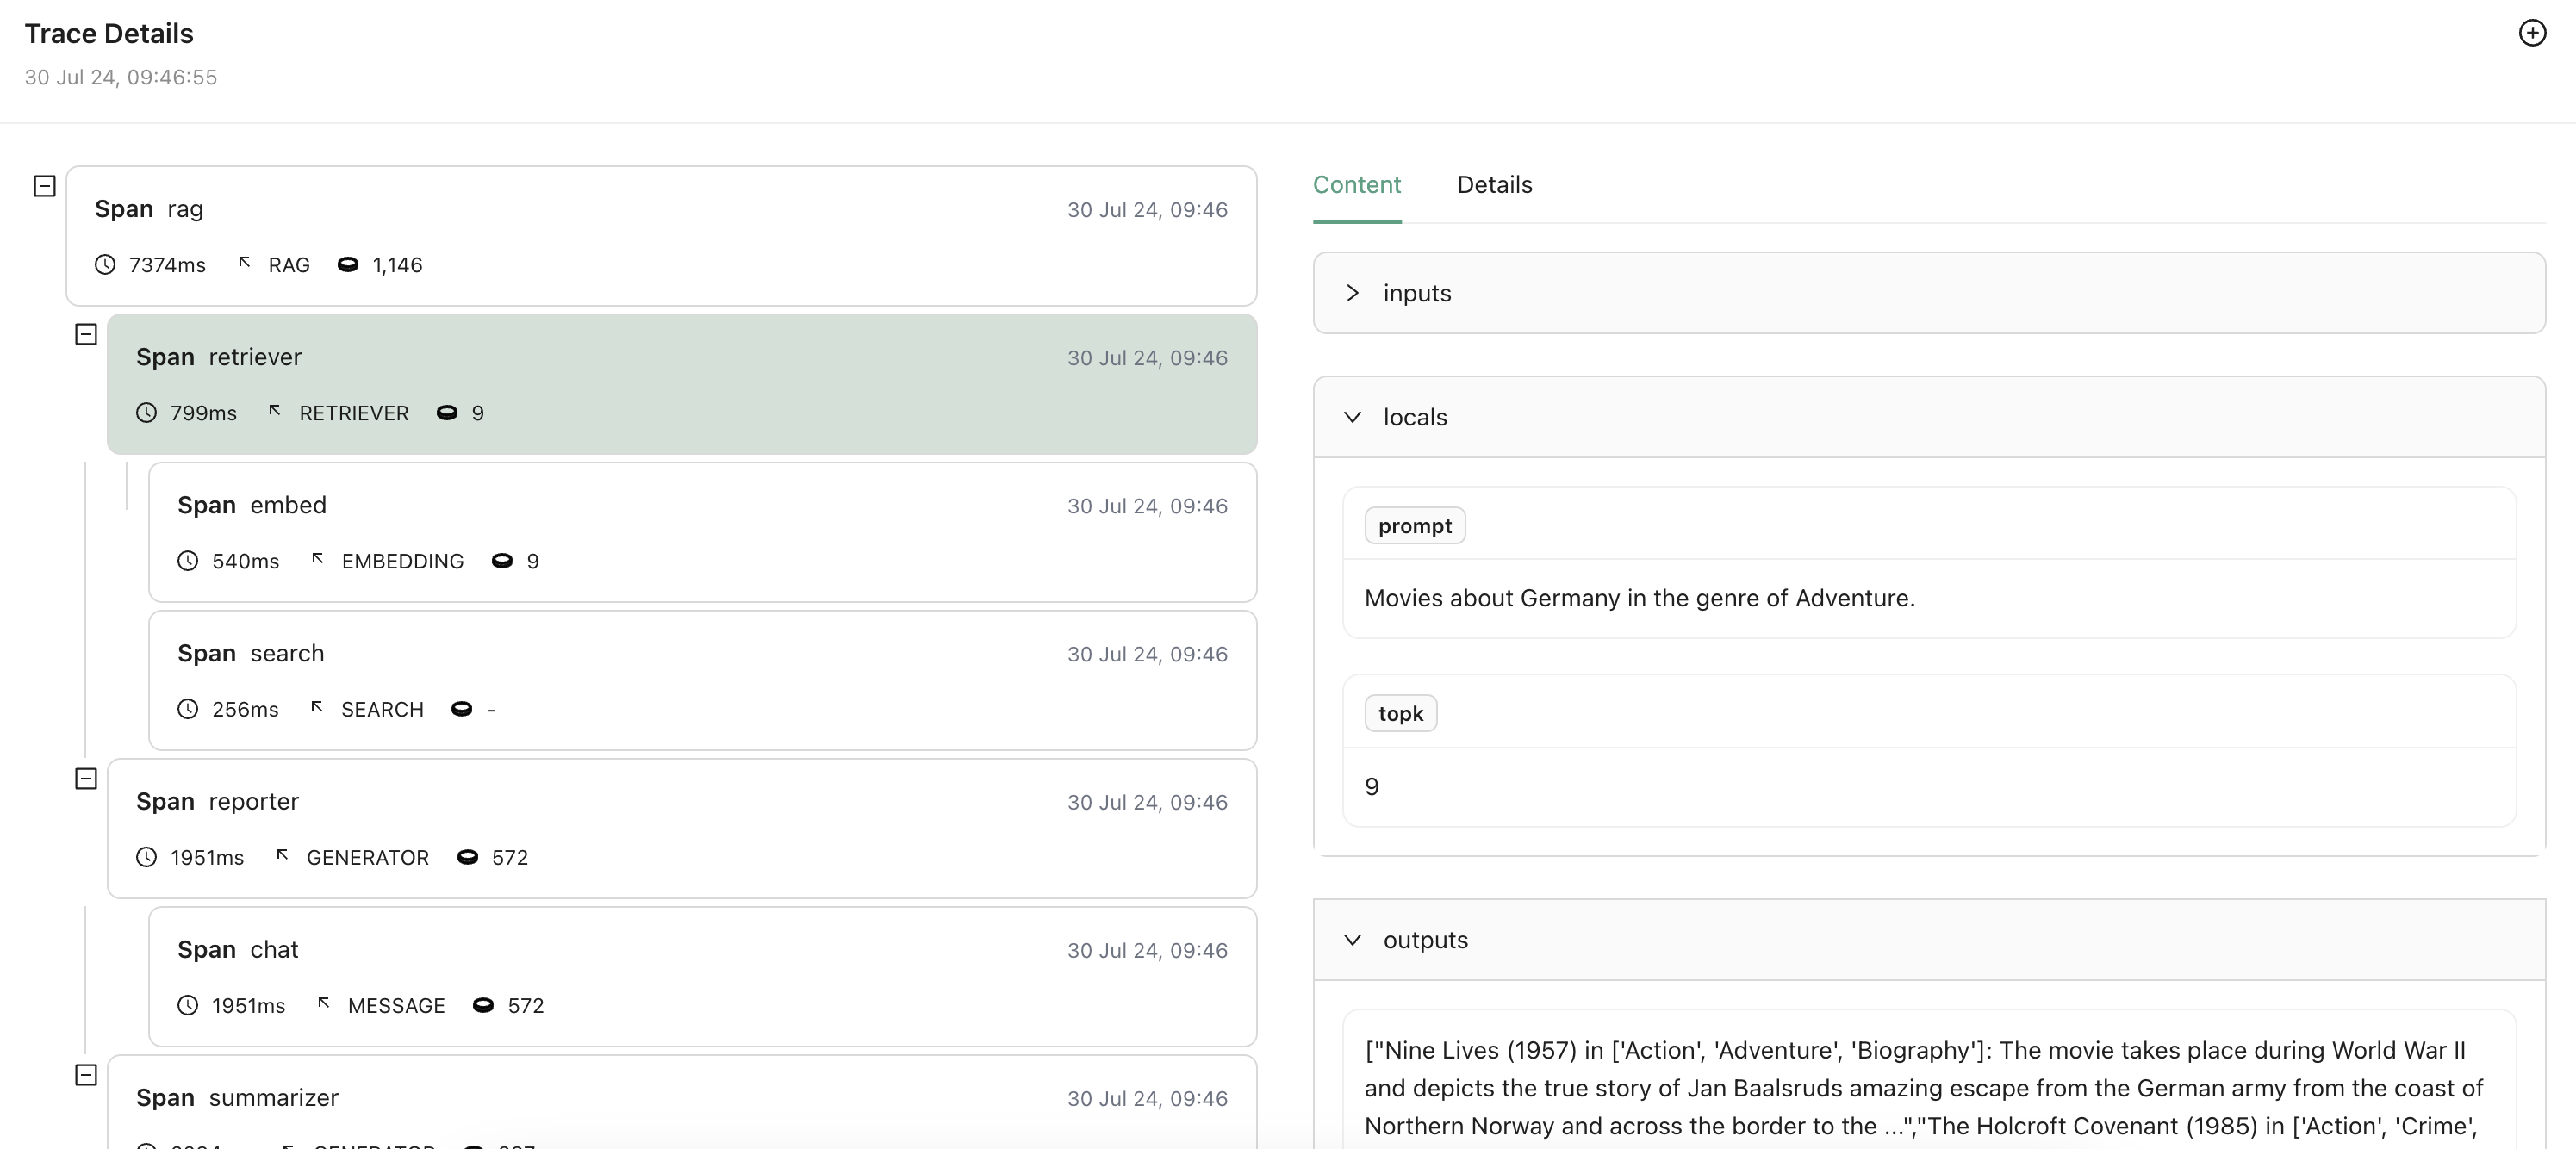 Trace Details
30 Jul 24, 09:46:55
Span rag 30 Jul 24, 09:46
7374ms RAG 1,146
Span retriever 30 Jul 24, 09:46
799ms RETRIEVER 9
Span embed 30 Jul 24, 09:46
540ms EMBEDDING 9
Span search 30 Jul 24, 09:46
256ms SEARCH -
Span reporter 30 Jul 24, 09:46
1951ms GENERATOR 572
Span chat 30 Jul 24, 09:46
1951ms MESSAGE 572
Span summarizer 30 Jul 24, 09:46
GENERATOR
Content Details
inputs
locals
prompt
Movies about Germany in the genre of Adventure.
topk
9
outputs
["Nine Lives (1957) in ['Action', 'Adventure', 'Biography']: The movie takes place during World War II
and depicts the true story of Jan Baalsruds amazing escape from the German army from the coast of
Northern Norway and across the border to the ...","The Holcroft Covenant (1985) in ['Action', 'Crime',